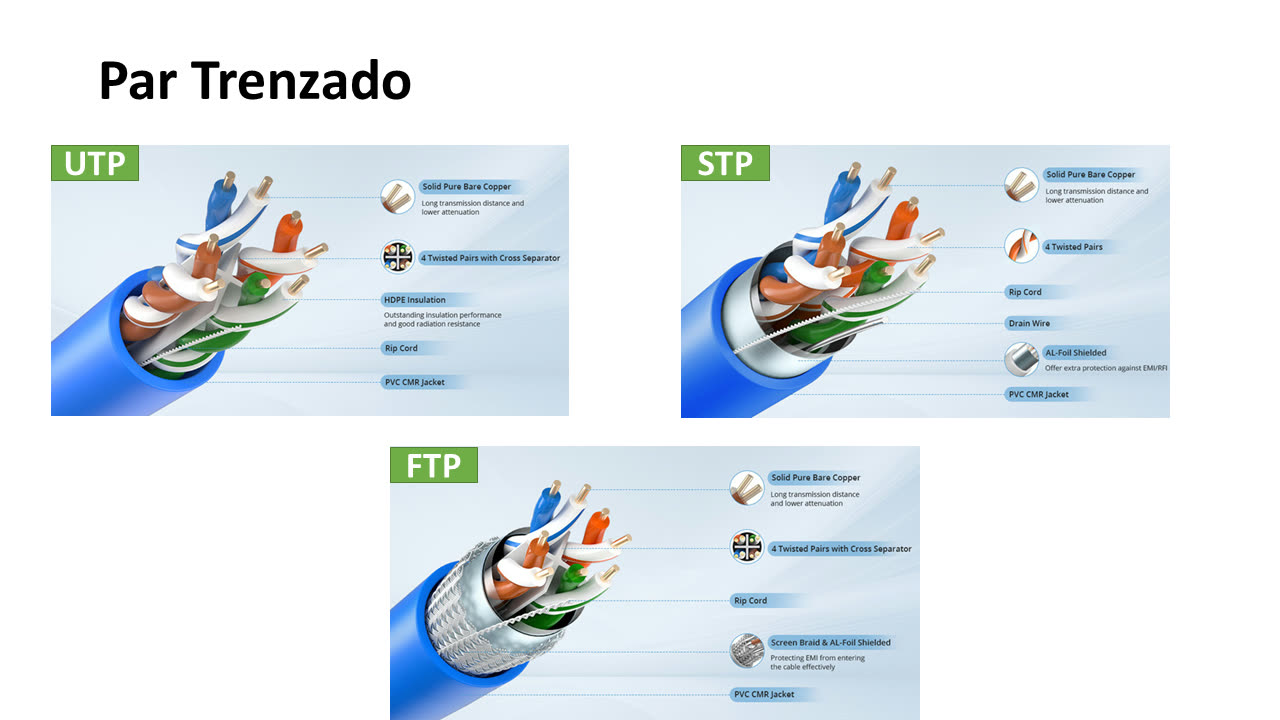 Par Trenzado
UTP
Solid Pure Bare Copper
Long transmission distance and
lower attenuation
4 Twisted Pairs with Cross Separator
HDPE Insulation
Outstanding insulation performance
and good radiation resistance
Rip Cord
PVC CMR Jacket
STP
Solid Pure Bare Copper
Long transmission distance and
lower attenuation
4 Twisted Pairs
Rip Cord
Drain Wire
AL-Foil Shielded
Offer extra protection against EMI/RFI
PVC CMR Jacket
FTP
Solid Pure Bare Copper
Long transmission distance
and lower attenuation
4 Twisted Pairs with Cross Separator
Rip Cord
Screen Braid & AL-Foil Shielded
Protecting EMI from entering
the cable effectively
PVC CMR Jacket